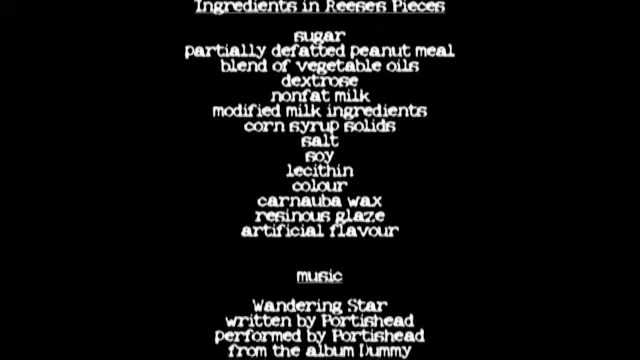 Ingredients in Reeses Pieces
sugar
partially defatted peanut meal
blend of vegetable oils
dextrose
nonfat milk
modified milk ingredients
corn syrup solids
salt
soy
lecithin
colour
carnauba wax
resinous glaze
artificial flavour
music
Wandering Star
written by Portishead
performed by Portishead
from the album Dummy